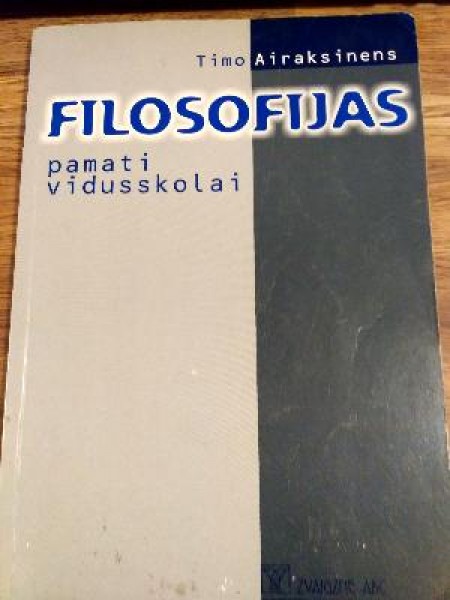 Timo Airaksinens
FILOSOFIJAS
pamati
vidusskolai
ZVAIGZNE ABC